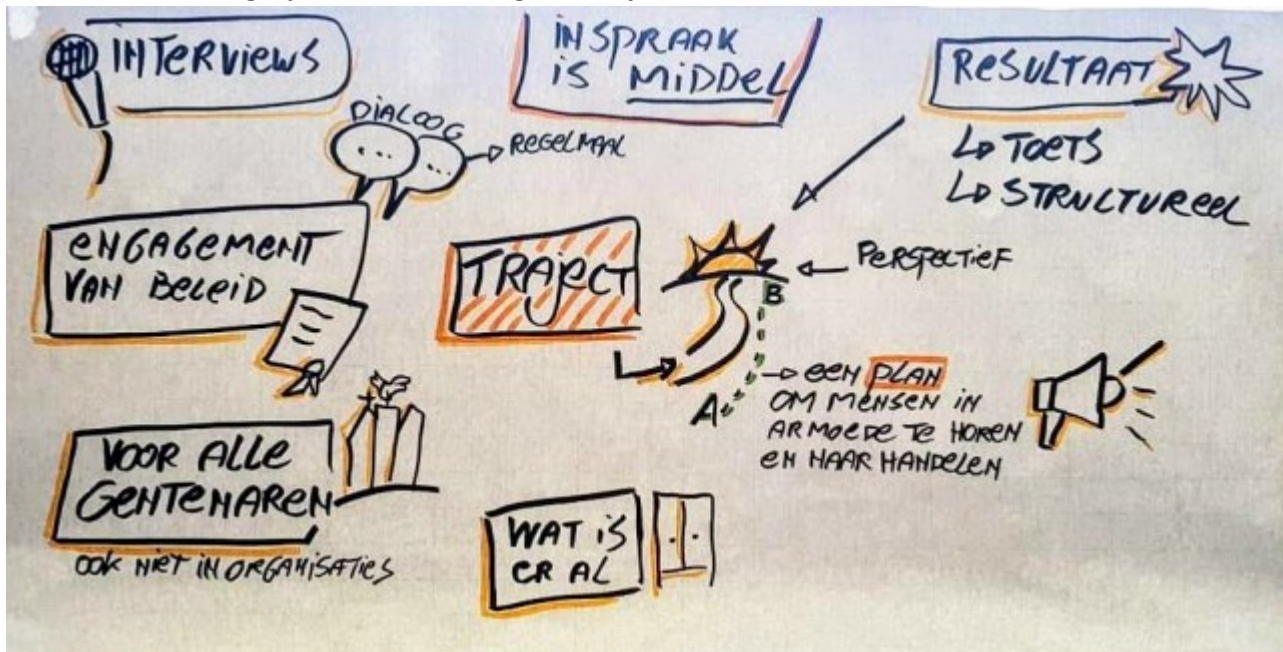 INTERVIEWS
DIALOOG
REGELMAAL
ENGAGEMENT
VAN BELEID
VOOR ALLE
GENTENAREN
OOK NIET IN ORGANISATIES
INSPRAAK
IS MIDDEL
TRAJECT
PERSPECTIEF
B
A
EEN PLAN
OM MENSEN IN
ARMOEDE TE HOREN
EN NAAR HANDELEN
WAT IS
ER AL
RESULTAAT
TOETS
STRUCTUREEL